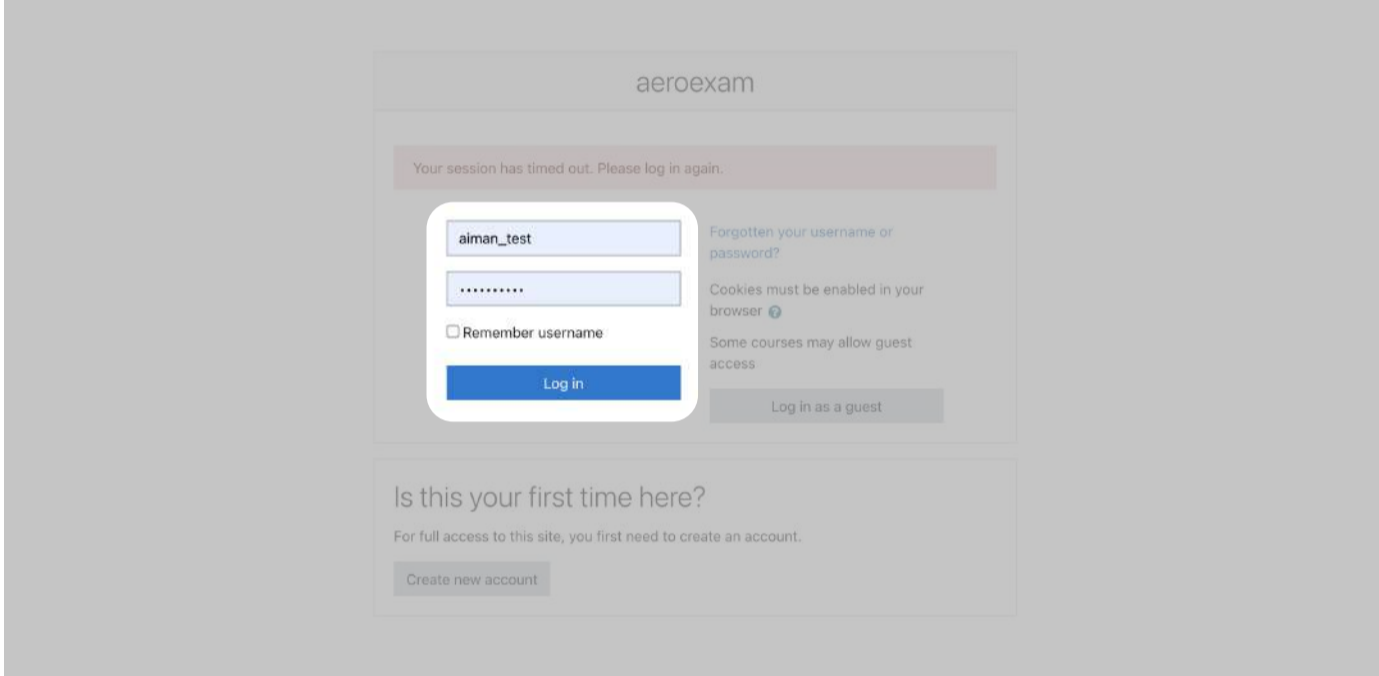 aeroexam
Your session has timed out. Please log in again.
aiman_test
••••••••••
Remember username
Log in
Forgotten your username or
password?
Cookies must be enabled in your
browser ?
Some courses may allow guest
access
Log in as a guest
Is this your first time here?
For full access to this site, you first need to create an account.
Create new account